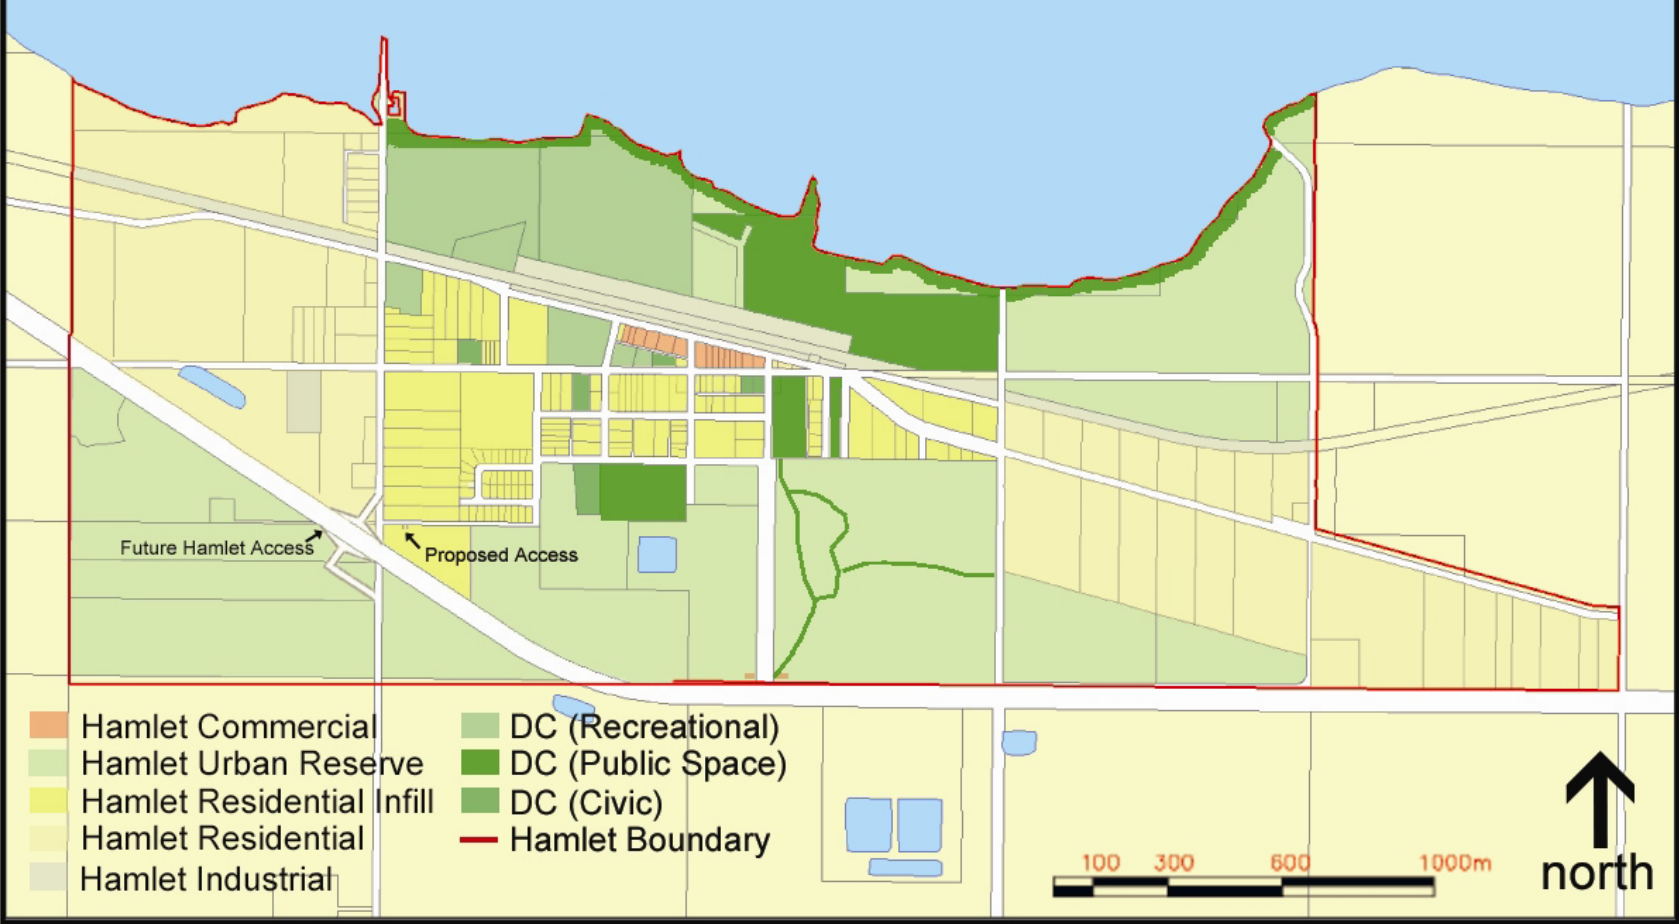 Future Hamlet Access
Proposed Access
Hamlet Commercial
Hamlet Urban Reserve
Hamlet Residential Infill
Hamlet Residential
Hamlet Industrial
DC (Recreational)
DC (Public Space)
DC (Civic)
Hamlet Boundary
100 300 600 1000m
north